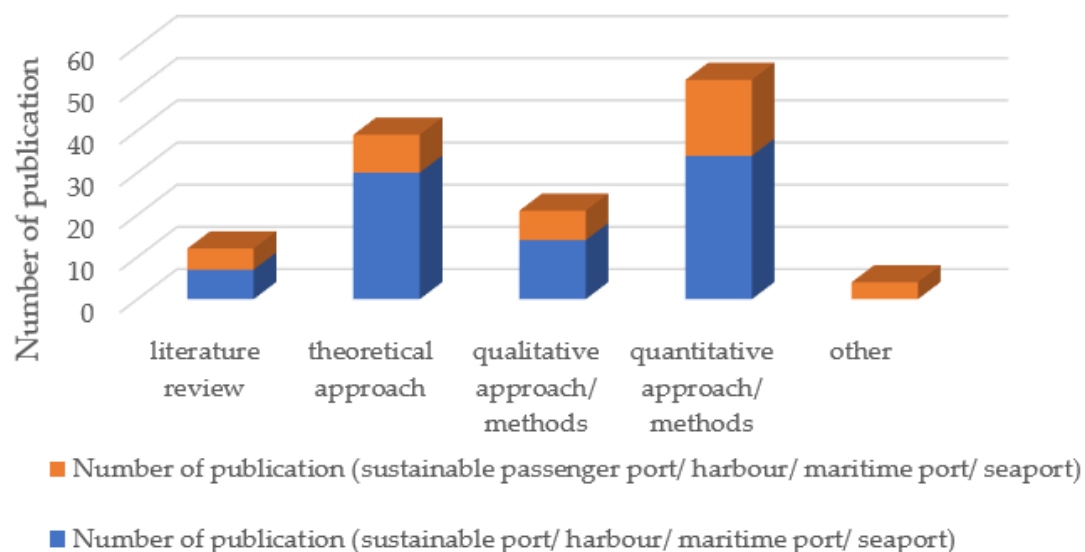 Number of publication
60
50
40
30
20
10
0
literature
review
theoretical
approach
qualitative
approach/
methods
quantitative
approach/
methods
other
Number of publication (sustainable passenger port/ harbour/ maritime port/ seaport)
Number of publication (sustainable port/ harbour/ maritime port/ seaport)